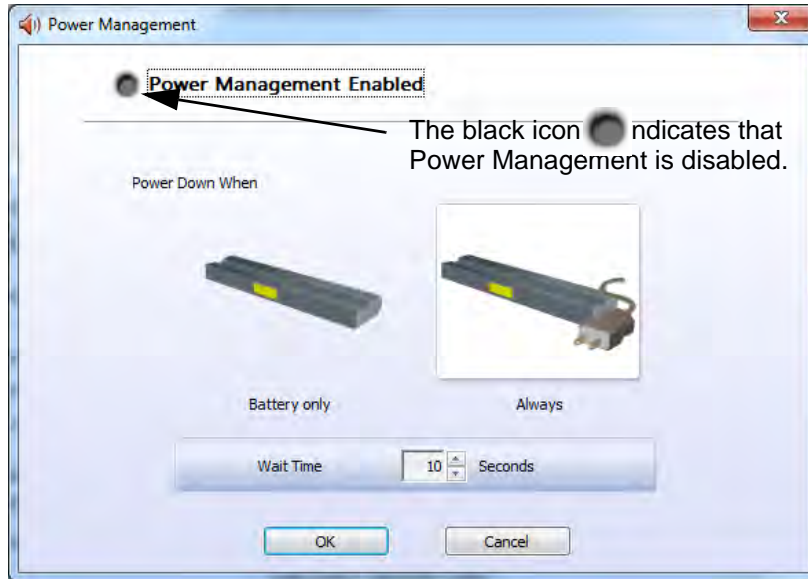 Power Management
Power Management Enabled
The black icon ndicates that
Power Management is disabled.
Power Down When
Battery only
Always
Wait Time 10 Seconds
OK
Cancel